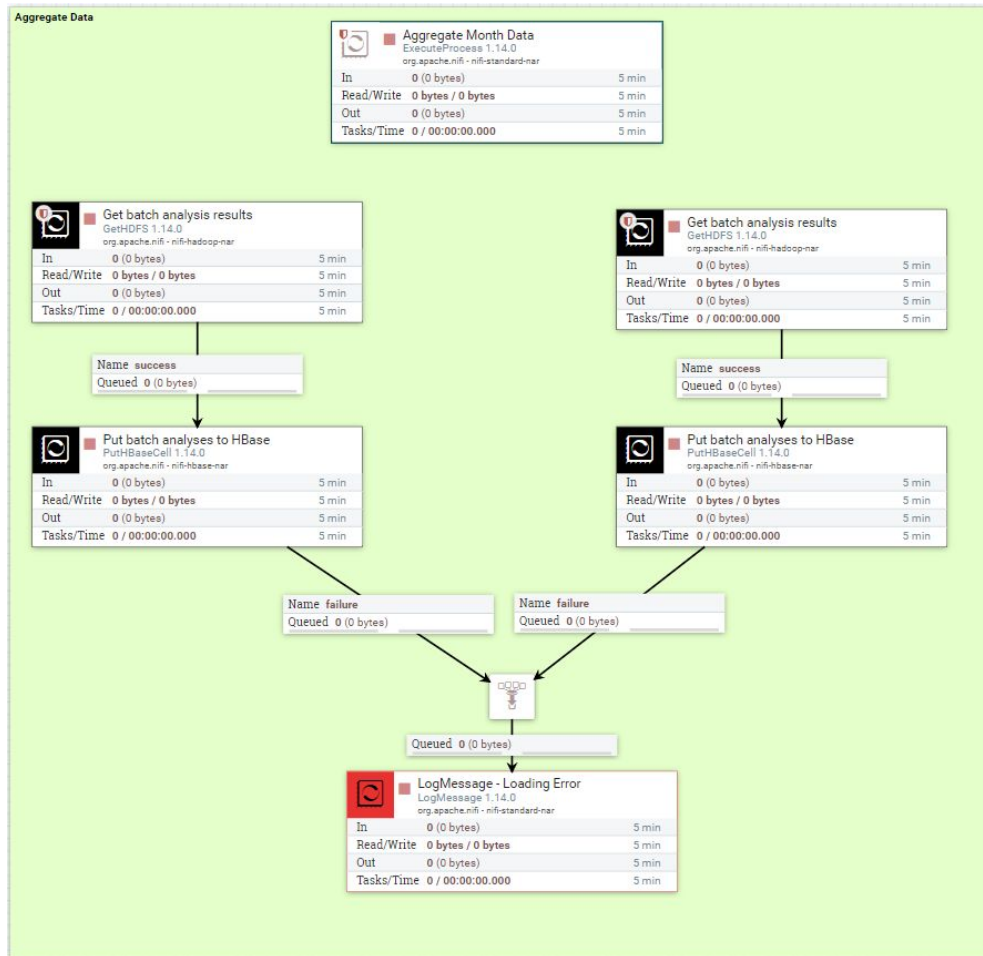 Aggregate Data
Aggregate Month Data
ExecuteProcess 1.14.0
org.apache.nifi - nifi-standard-nar
In 0 (0 bytes) 5 min
Read/Write 0 bytes / 0 bytes 5 min
Out 0 (0 bytes) 5 min
Tasks/Time 0 / 00:00:00.000 5 min
Get batch analysis results
GetHDFS 1.14.0
org.apache.nifi - nifi-hadoop-nar
In 0 (0 bytes) 5 min
Read/Write 0 bytes / 0 bytes 5 min
Out 0 (0 bytes) 5 min
Tasks/Time 0 / 00:00:00.000 5 min
Get batch analysis results
GetHDFS 1.14.0
org.apache.nifi - nifi-hadoop-nar
In 0 (0 bytes) 5 min
Read/Write 0 bytes / 0 bytes 5 min
Out 0 (0 bytes) 5 min
Tasks/Time 0 / 00:00:00.000 5 min
Name success
Queued 0 (0 bytes)
Name success
Queued 0 (0 bytes)
Put batch analyses to HBase
PutHBaseCell 1.14.0
org.apache.nifi - nifi-hbase-nar
In 0 (0 bytes) 5 min
Read/Write 0 bytes / 0 bytes 5 min
Out 0 (0 bytes) 5 min
Tasks/Time 0 / 00:00:00.000 5 min
Put batch analyses to HBase
PutHBaseCell 1.14.0
org.apache.nifi - nifi-hbase-nar
In 0 (0 bytes) 5 min
Read/Write 0 bytes / 0 bytes 5 min
Out 0 (0 bytes) 5 min
Tasks/Time 0 / 00:00:00.000 5 min
Name failure
Queued 0 (0 bytes)
Name failure
Queued 0 (0 bytes)
Queued 0 (0 bytes)
LogMessage - Loading Error
LogMessage 1.14.0
org.apache.nifi - nifi-standard-nar
In 0 (0 bytes) 5 min
Read/Write 0 bytes / 0 bytes 5 min
Out 0 (0 bytes) 5 min
Tasks/Time 0 / 00:00:00.000 5 min